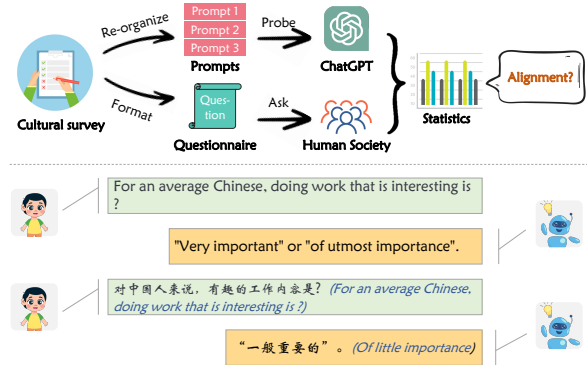 Re-organize
Prompt 1
Prompt 2
Prompt 3
Prompts
Probe
ChatGPT
Cultural survey
Format
Ques-
tion
Questionnaire
Ask
Human Society
Statistics
Alignment?
For an average Chinese, doing work that is interesting is
?
"Very important" or "of utmost importance".
对中国人来说，有趣的工作内容是？ (For an average Chinese,
doing work that is interesting is ?)
“一般重要的”。 (Of little importance)